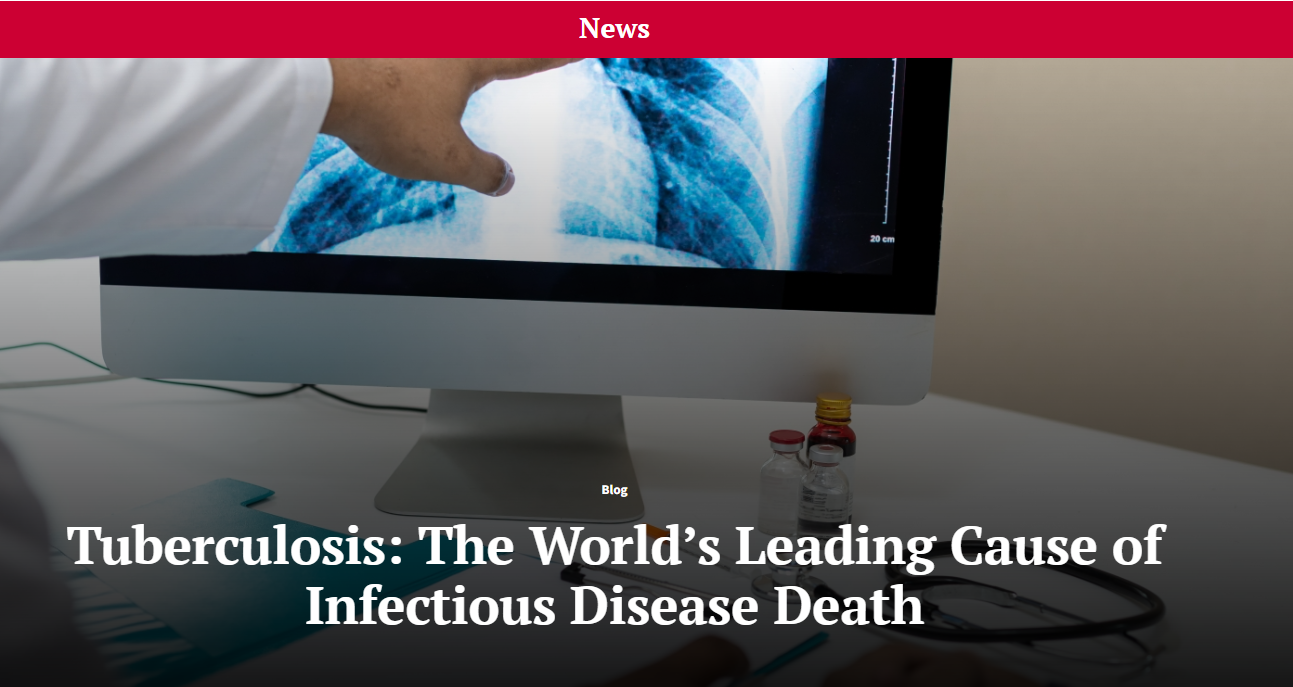 News
20 cm
Blog
Tuberculosis: The World’s Leading Cause of
Infectious Disease Death